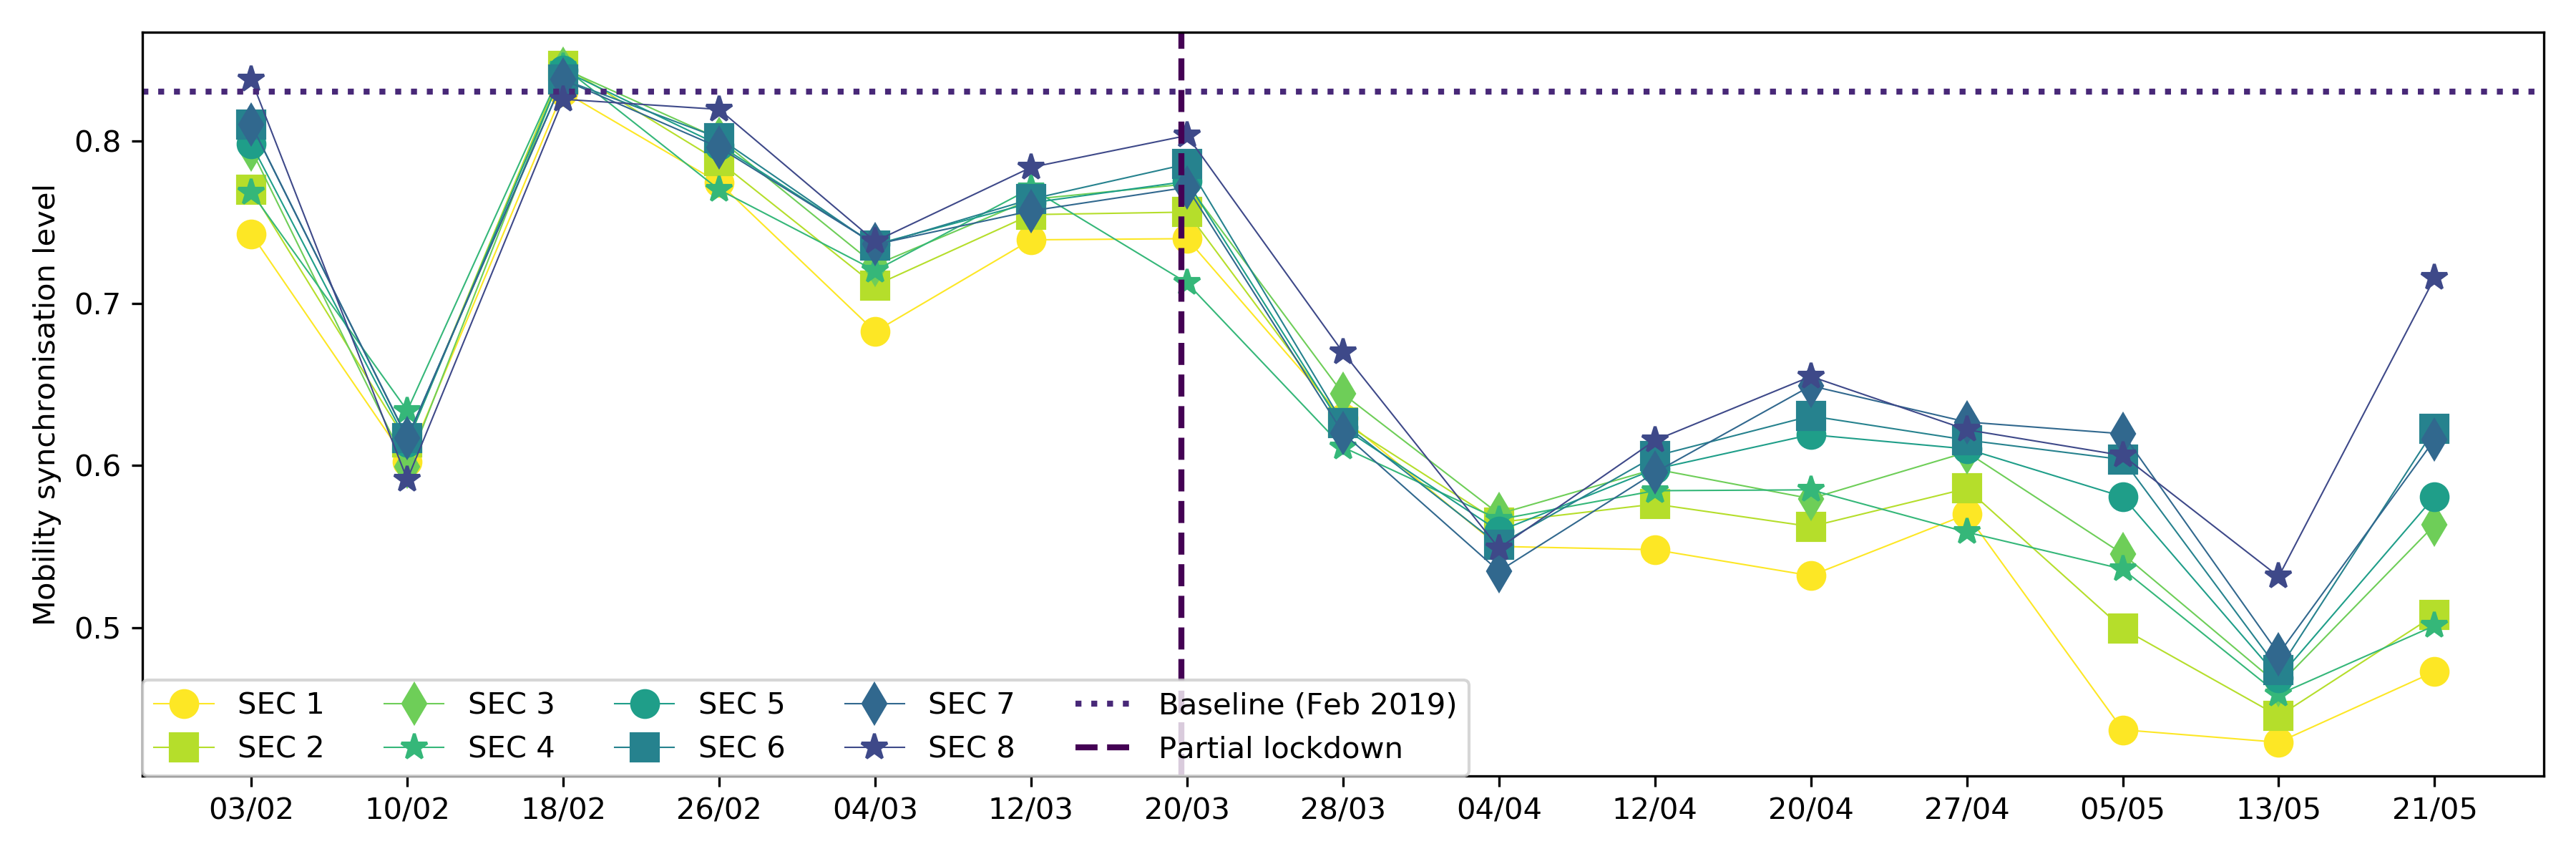 Mobility synchronisation level
0.8
0.7
0.6
0.5
SEC 1 SEC 3 SEC 5 SEC 7 Baseline (Feb 2019)
SEC 2 SEC 4 SEC 6 SEC 8 Partial lockdown
03/02 10/02 18/02 26/02 04/03 12/03 20/03 28/03 04/04 12/04 20/04 27/04 05/05 13/05 21/05